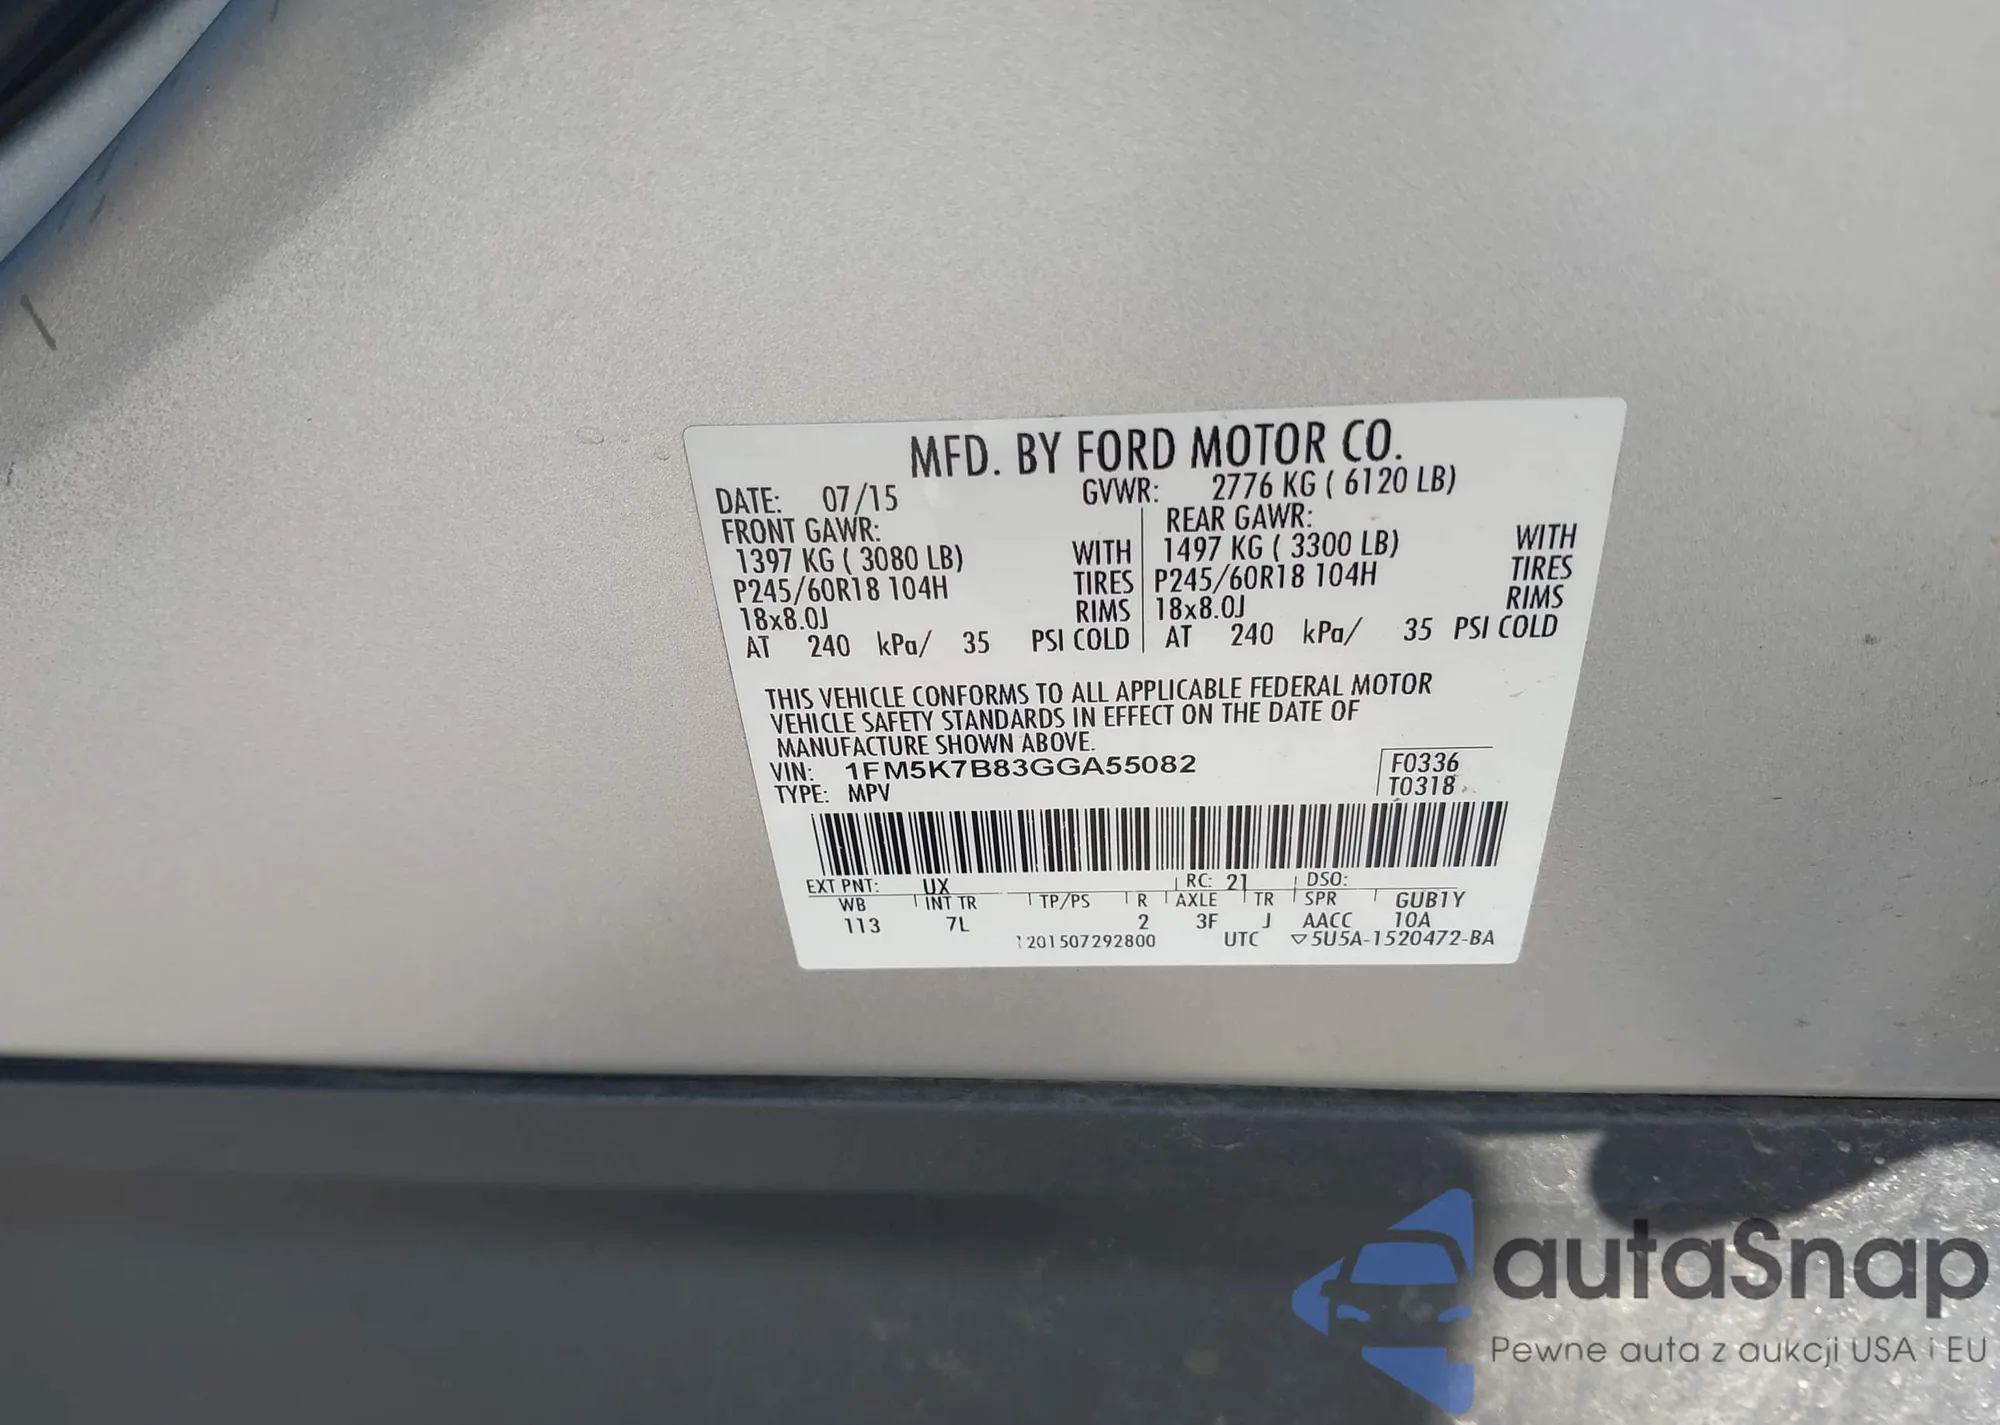 MFD. BY FORD MOTOR CO.
DATE: 07/15 GVWR: 2776 KG ( 6120 LB)
FRONT GAWR: REAR GAWR:
1397 KG ( 3080 LB) WITH 1497 KG ( 3300 LB) WITH
P245/60R18 104H TIRES P245/60R18 104H TIRES
18x8.0J RIMS 18x8.0J RIMS
AT 240 kPa/ 35 PSI COLD AT 240 kPa/ 35 PSI COLD
THIS VEHICLE CONFORMS TO ALL APPLICABLE FEDERAL MOTOR
VEHICLE SAFETY STANDARDS IN EFFECT ON THE DATE OF
MANUFACTURE SHOWN ABOVE.
VIN: 1FM5K7B83GGA55082 F0336
TYPE: MPV T0318
EXT PNT: UX RC: 21 DSO:
WB INT TR TP/PS R AXLE TR SPR GUB1Y
113 7L 2 3F J AACC 10A
1201507292800 UTC ▽5U5A-1520472-BA
autaSnap
Pewne auta z aukcji USA i EU